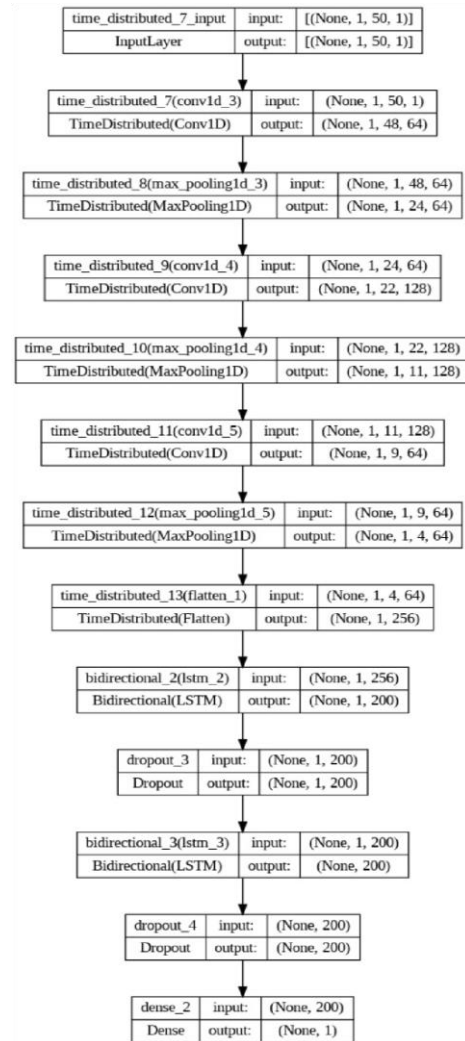 time_distributed_7_input input: [(None, 1, 50, 1)]
InputLayer output: [(None, 1, 50, 1)]
time_distributed_7(conv1d_3) input: (None, 1, 50, 1)
TimeDistributed(Conv1D) output: (None, 1, 48, 64)
time_distributed_8(max_pooling1d_3) input: (None, 1, 48, 64)
TimeDistributed(MaxPooling1D) output: (None, 1, 24, 64)
time_distributed_9(conv1d_4) input: (None, 1, 24, 64)
TimeDistributed(Conv1D) output: (None, 1, 22, 128)
time_distributed_10(max_pooling1d_4) input: (None, 1, 22, 128)
TimeDistributed(MaxPooling1D) output: (None, 1, 11, 128)
time_distributed_11(conv1d_5) input: (None, 1, 11, 128)
TimeDistributed(Conv1D) output: (None, 1, 9, 64)
time_distributed_12(max_pooling1d_5) input: (None, 1, 9, 64)
TimeDistributed(MaxPooling1D) output: (None, 1, 4, 64)
time_distributed_13(flatten_1) input: (None, 1, 4, 64)
TimeDistributed(Flatten) output: (None, 1, 256)
bidirectional_2(lstm_2) input: (None, 1, 256)
Bidirectional(LSTM) output: (None, 1, 200)
dropout_3 input: (None, 1, 200)
Dropout output: (None, 1, 200)
bidirectional_3(lstm_3) input: (None, 1, 200)
Bidirectional(LSTM) output: (None, 200)
dropout_4 input: (None, 200)
Dropout output: (None, 200)
dense_2 input: (None, 200)
Dense output: (None, 1)